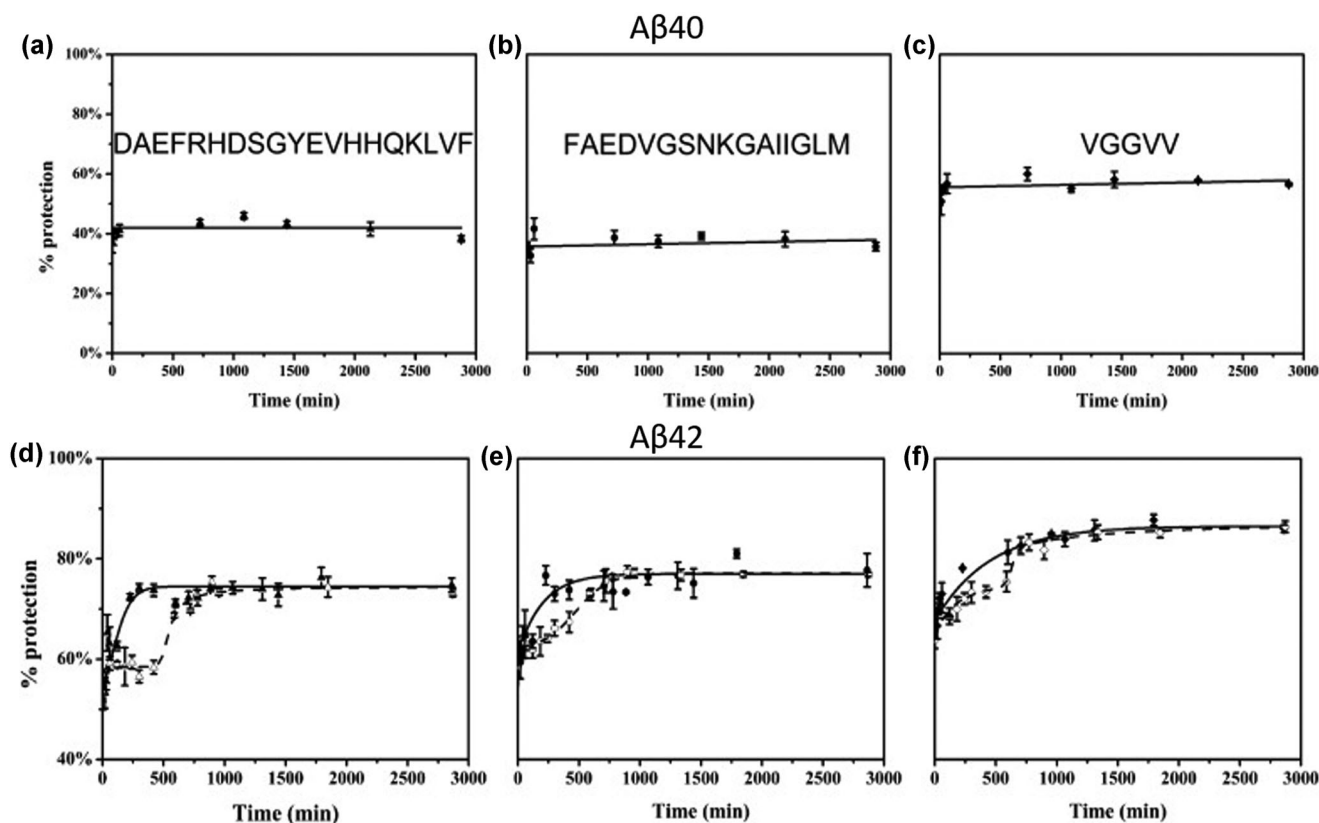 Aβ40
(a)
100%
80%
60%
40%
20%
0%
% protection
DAEFRHDSGYEVHHQKLVF
0 500 1000 1500 2000 2500 3000
Time (min)
(b)
FAEDVGSNKGAIIGLM
0 500 1000 1500 2000 2500 3000
Time (min)
(c)
VGGVV
0 500 1000 1500 2000 2500 3000
Time (min)
Aβ42
(d)
100%
80%
60%
40%
% protection
0 500 1000 1500 2000 2500 3000
Time (min)
(e)
0 500 1000 1500 2000 2500 3000
Time (min)
(f)
0 500 1000 1500 2000 2500 3000
Time (min)